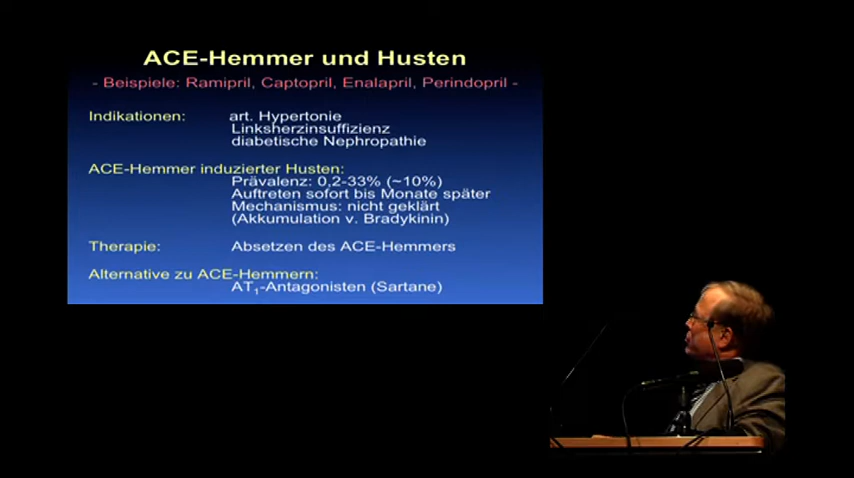 ACE-Hemmer und Husten
- Beispiele: Ramipril, Captopril, Enalapril, Perindopril -
Indikationen: art. Hypertonie
Linksherzinsuffizienz
diabetische Nephropathie
ACE-Hemmer induzierter Husten:
Prävalenz: 0,2-33% (~10%)
Auftreten sofort bis Monate später
Mechanismus: nicht geklärt
(Akkumulation v. Bradykinin)
Therapie: Absetzen des ACE-Hemmers
Alternative zu ACE-Hemmern:
AT₁-Antagonisten (Sartane)